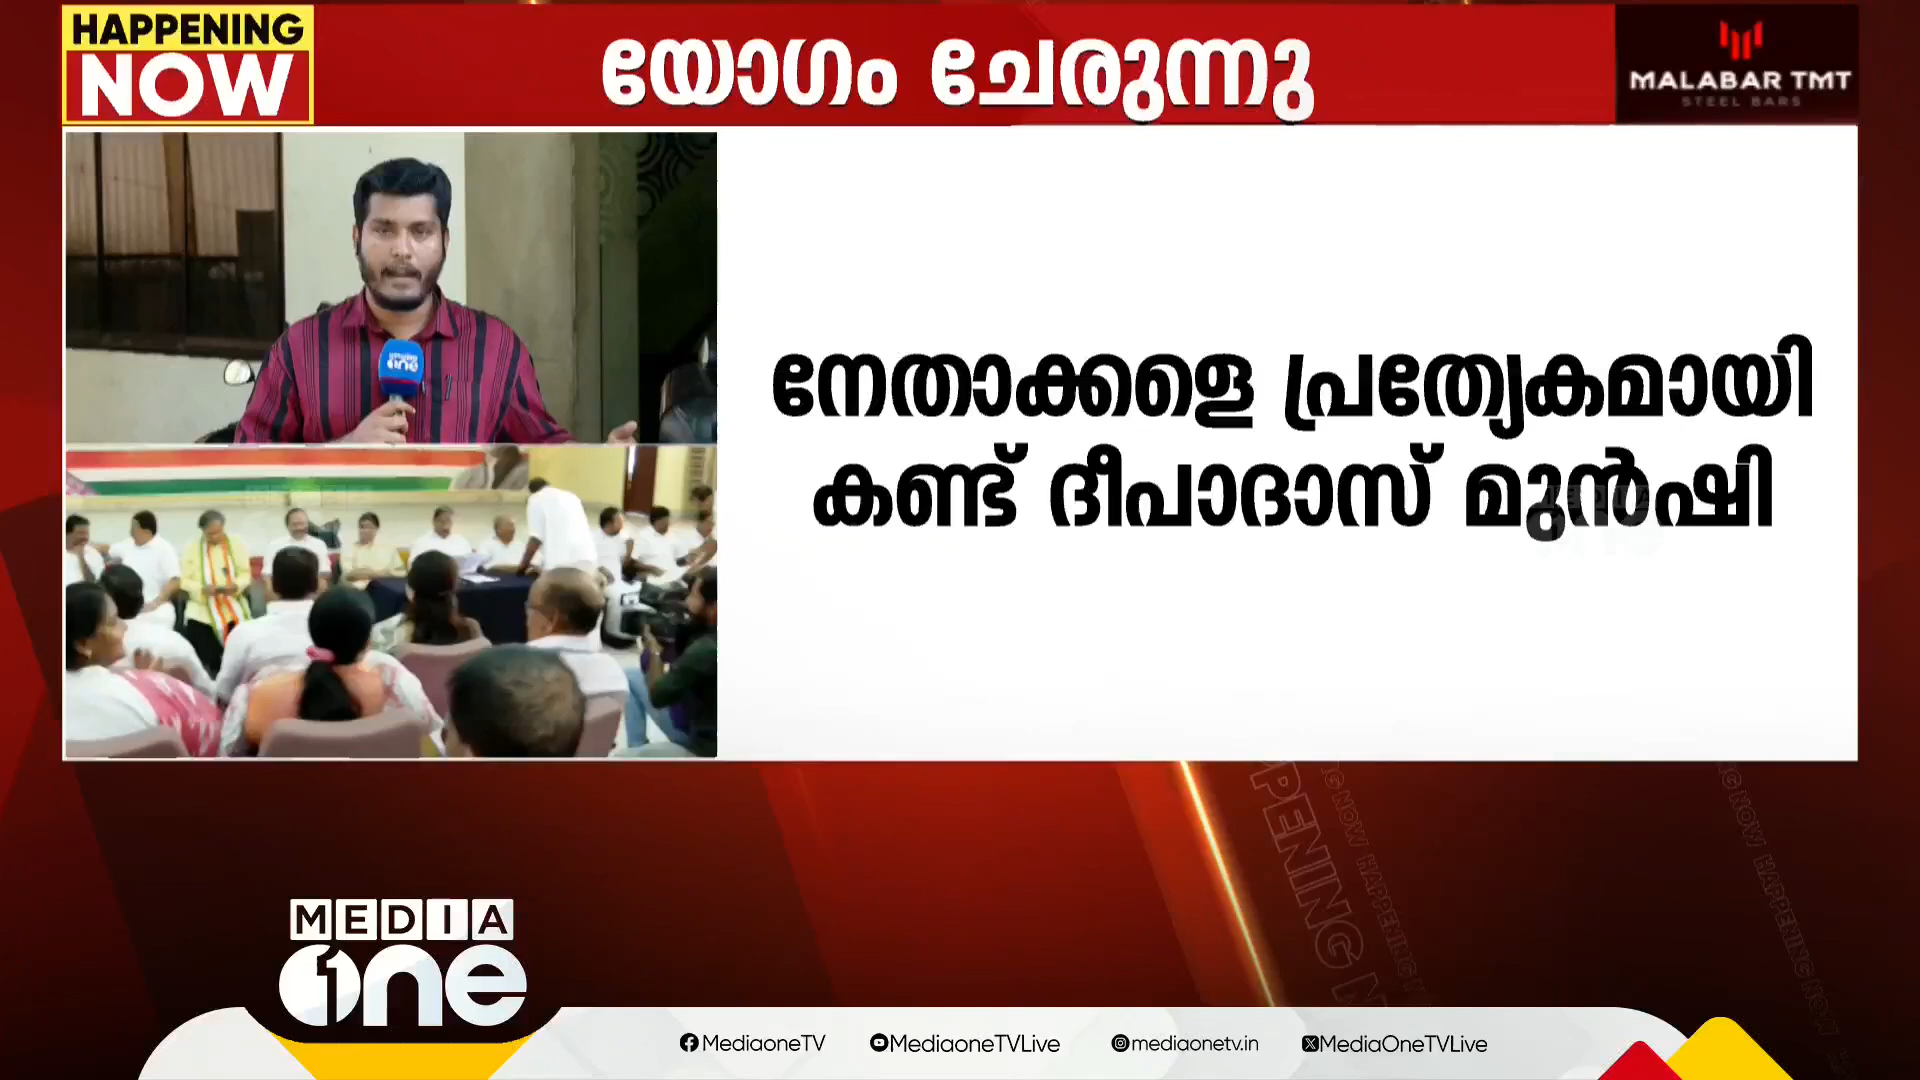 HAPPENING
NOW
യോഗം ചേരുന്നു
MALABAR TMT
STEEL BARS
നേതാക്കളെ പ്രത്യേകമായി
കണ്ട് ദീപാദാസ് മുൻഷി
MEDIA
one
MediaoneTV
MediaoneTVLive
mediaonetv.in
MediaOneTVLive